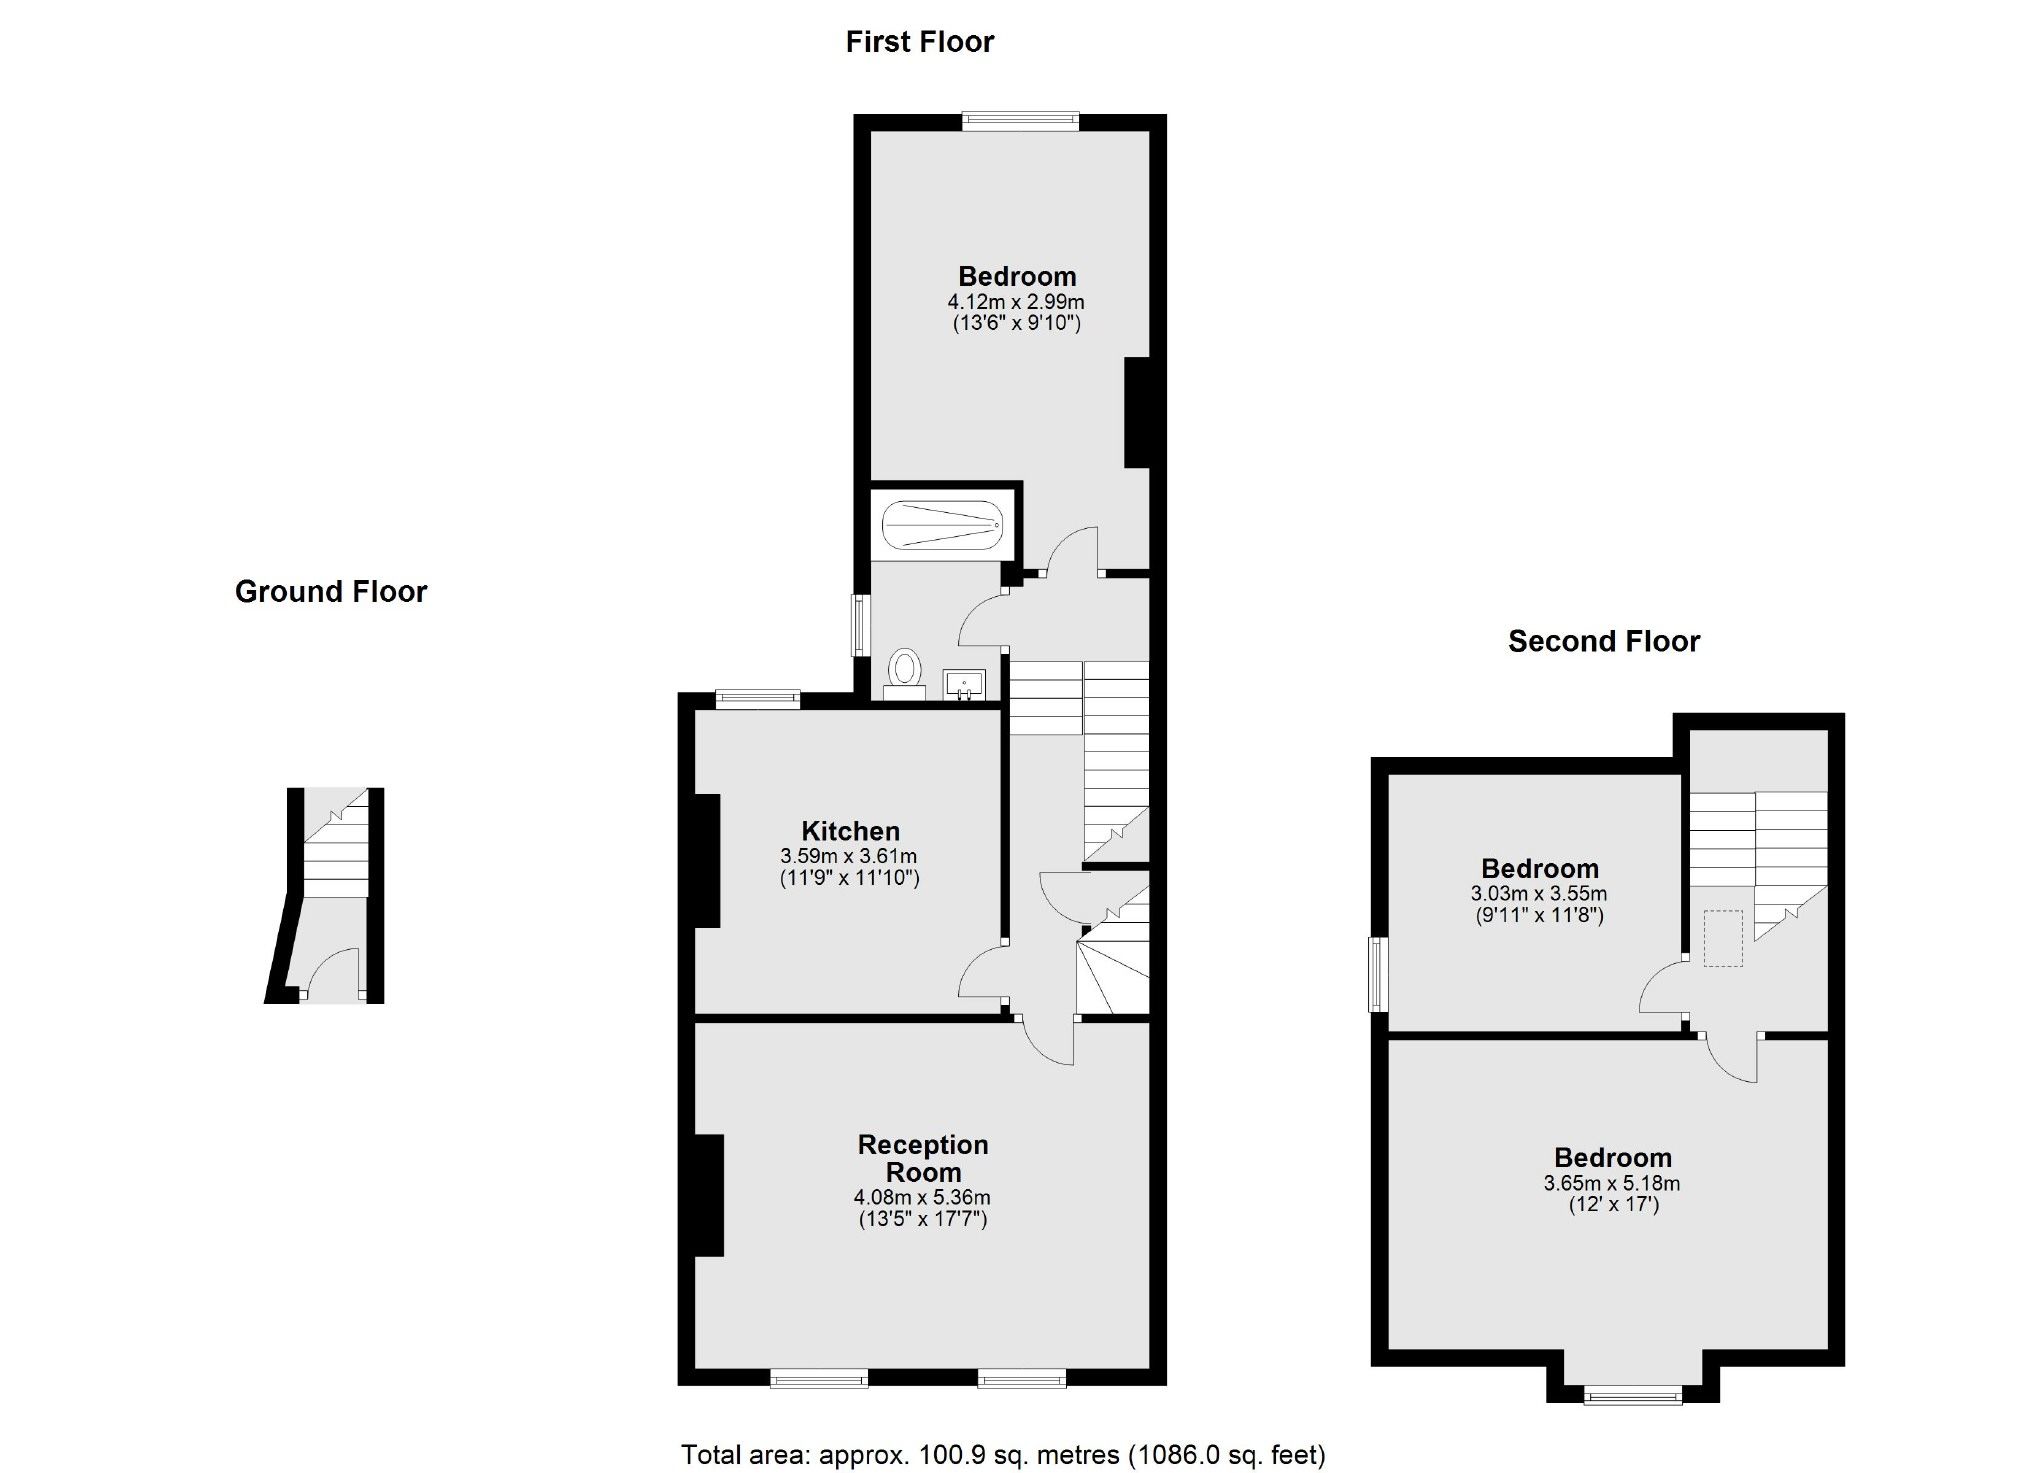 First Floor
Bedroom
4.12m x 2.99m
(13'6" x 9'10")
Ground Floor
Kitchen
3.59m x 3.61m
(11'9" x 11'10")
Reception
Room
4.08m x 5.36m
(13'5" x 17'7")
Second Floor
Bedroom
3.03m x 3.55m
(9'11" x 11'8")
Bedroom
3.65m x 5.18m
(12' x 17')
Total area: approx. 100.9 sq. metres (1086.0 sq. feet)